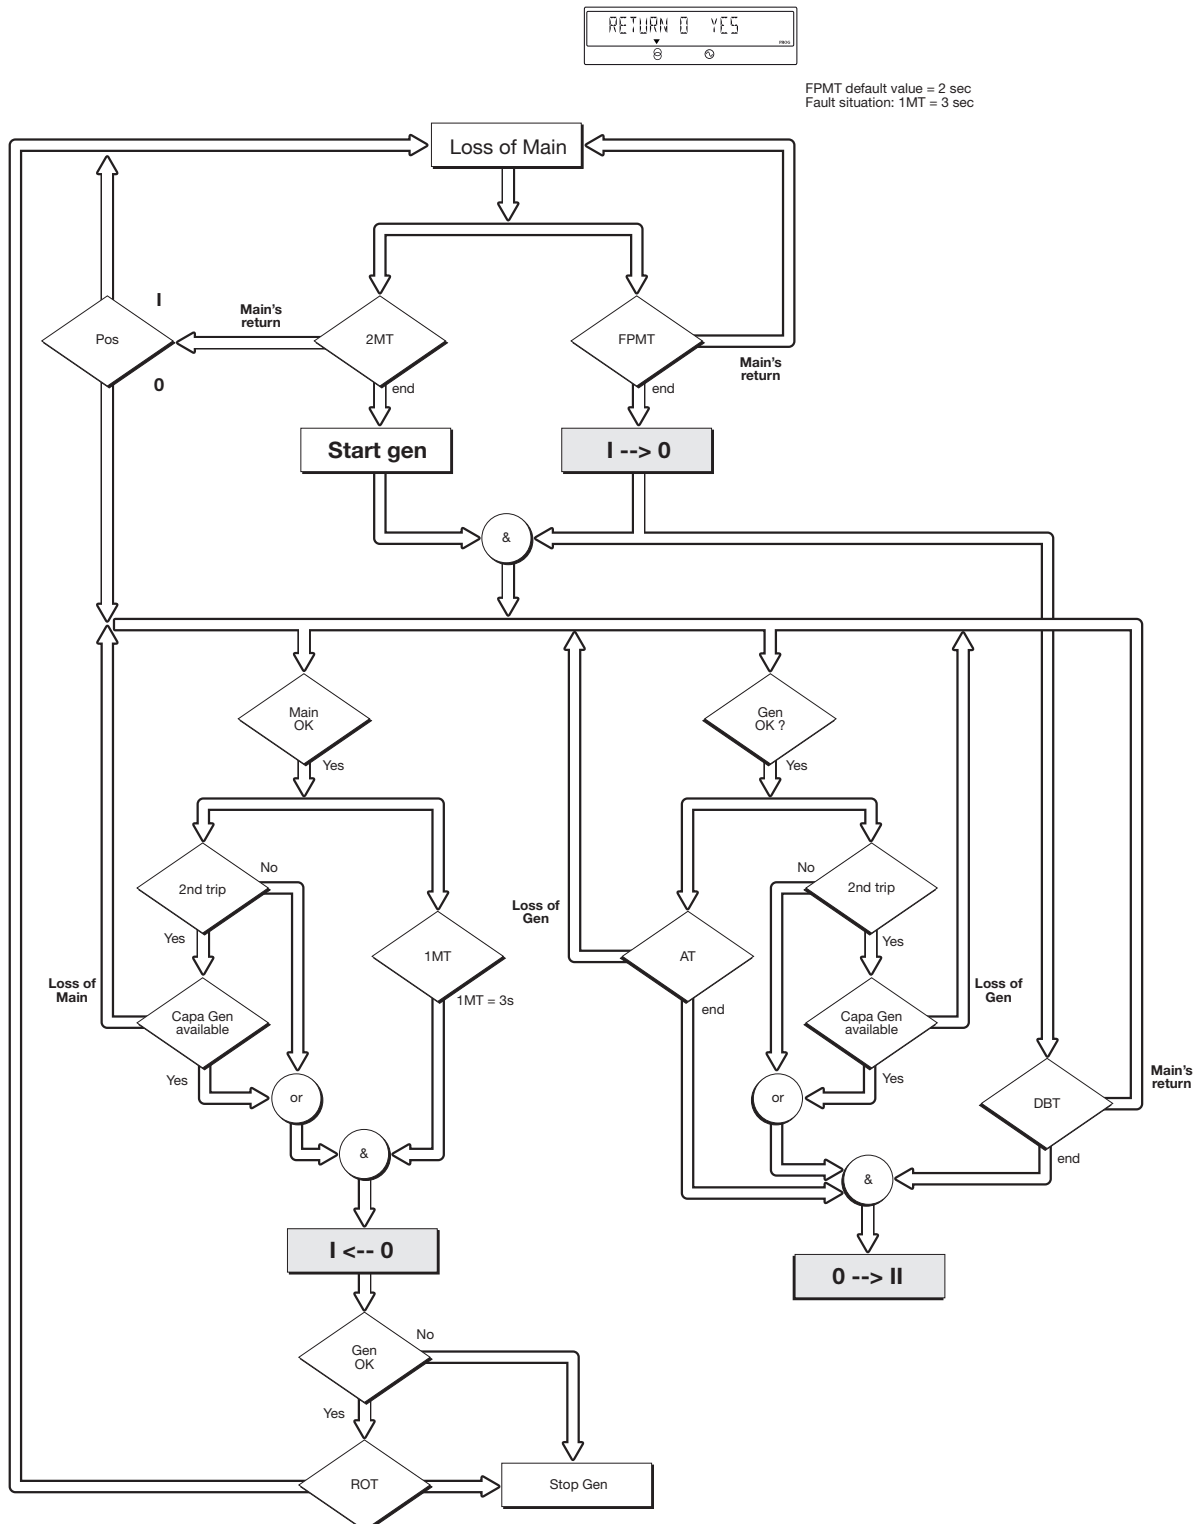 RETURN 0 YES
PROG
FPMT default value = 2 sec
Fault situation: 1MT = 3 sec
Loss of Main
I
Pos
0
Main's
return
2MT
end
FPMT
end
Main's
return
Start gen
I --> 0
&
Main
OK
Yes
Gen
OK ?
Yes
2nd trip
No
Yes
1MT
1MT = 3s
Loss of
Main
Capa Gen
available
Yes
or
&
Loss of
Gen
AT
end
No
2nd trip
Yes
Capa Gen
available
Yes
Loss of
Gen
or
DBT
end
Main's
return
&
I <-- 0
0 --> II
Gen
OK
No
Yes
ROT
Stop Gen